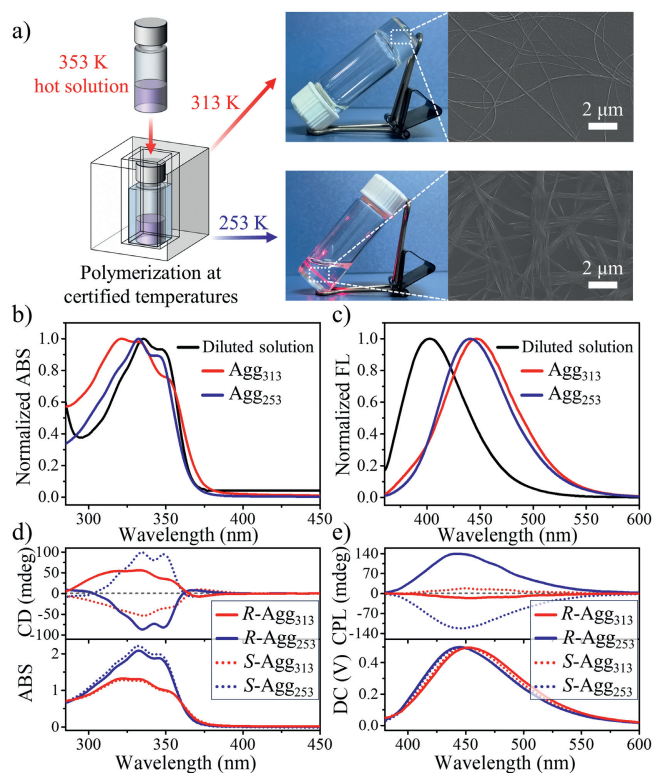 a)
353 K
hot solution
313 K
253 K
Polymerization at
certified temperatures
2 μm
2 μm
b)
Normalized ABS
1.0
0.8
0.6
0.4
0.2
0.0
Diluted solution
Agg313
Agg253
300 350 400 450
Wavelength (nm)
c)
Normalized FL
1.0
0.8
0.6
0.4
0.2
0.0
Diluted solution
Agg313
Agg253
400 450 500 550 600
Wavelength (nm)
d)
CD (mdeg)
100
50
0
-50
-100
ABS
2
1
0
R-Agg313
R-Agg253
S-Agg313
S-Agg253
300 350 400 450
Wavelength (nm)
e)
CPL (mdeg)
140
70
0
-70
-140
DC (V)
0.4
0.2
0.0
R-Agg313
R-Agg253
S-Agg313
S-Agg253
400 450 500 550 600
Wavelength (nm)